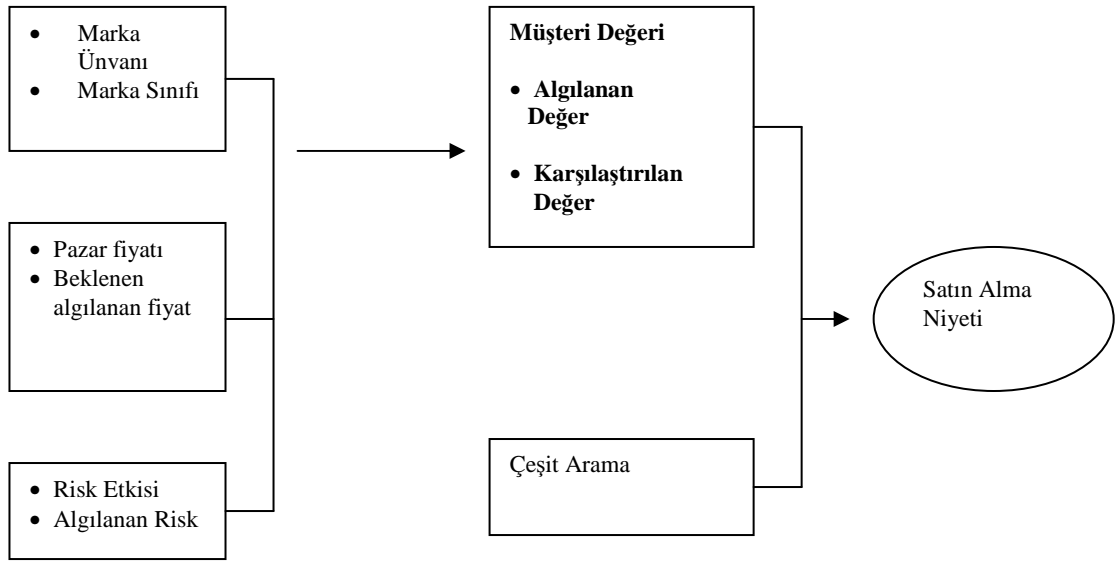 • Marka
Ünvanı
• Marka Sınıfı
• Pazar fiyatı
• Beklenen
algılanan fiyat
• Risk Etkisi
• Algılanan Risk
Müşteri Değeri
• Algılanan
Değer
• Karşılaştırılan
Değer
Çeşit Arama
Satın Alma
Niyeti